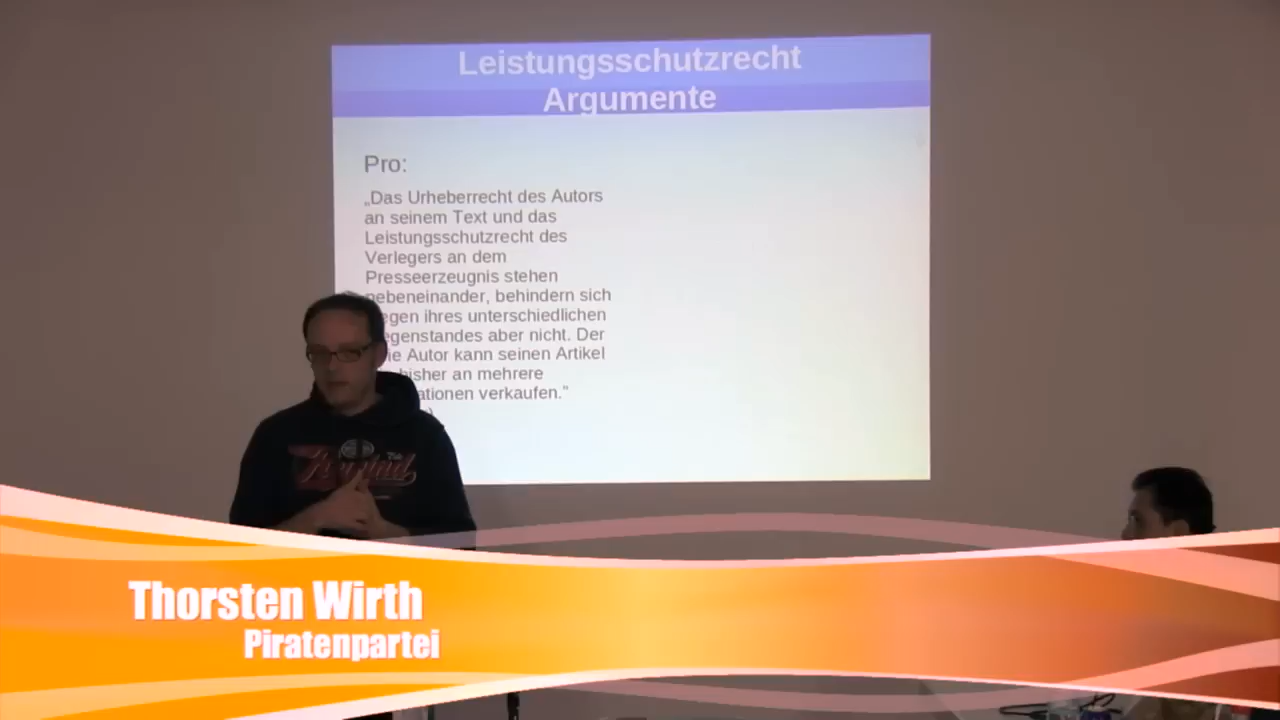 Leistungsschutzrecht
Argumente
Pro:
„Das Urheberrecht des Autors
an seinem Text und das
Leistungsschutzrecht des
Verlegers an dem
Presseerzeugnis stehen
nebeneinander, behindern sich
ihres unterschiedlichen
aber nicht. Der
Autor kann seinen Artikel
bisher an mehrere
verkaufen."
Thorsten Wirth
Piratenpartei